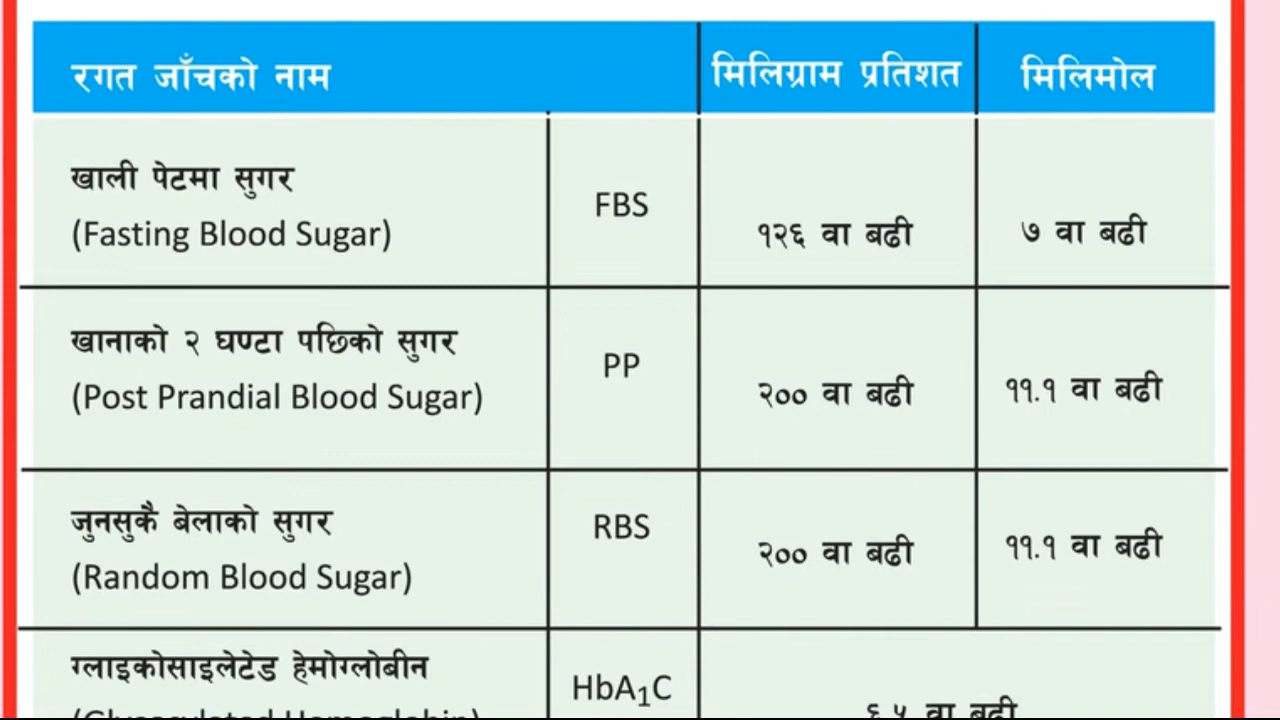 रगत जाँचको नाम
मिलिग्राम प्रतिशत
मिलिमोल
खाली पेटमा सुगर
(Fasting Blood Sugar)
FBS
१२६ वा बढी
७ वा बढी
खानाको २ घण्टा पछिको सुगर
(Post Prandial Blood Sugar)
PP
२०० वा बढी
११.१ वा बढी
जुनसुकै बेलाको सुगर
(Random Blood Sugar)
RBS
२०० वा बढी
११.१ वा बढी
ग्लाइकोसाइलेटेड हेमोग्लोबीन
HbA₁C
वा बढी